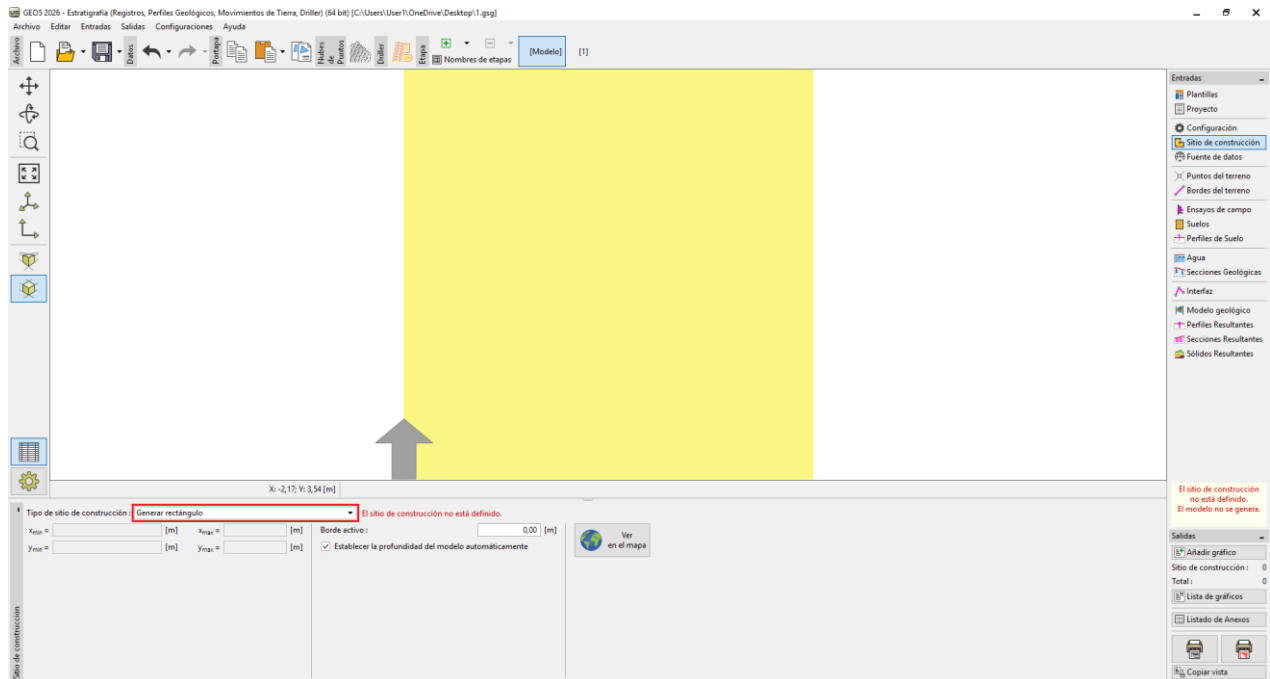 GEO5 2026 - Estratigrafía (Registros, Perfiles Geológicos, Movimientos de Tierra, Driller) (64 bit) [C:\Users\User1\OneDrive\Desktop\1.gsg]
Archivo Editar Entradas Salidas Configuraciones Ayuda
Archivo
Datos
Portapa
Nubes de Puntos
Driller
Etapa
Nombres de etapas
[Modelo]
[1]
X: -2,17; Y: 3,54 [m]
Tipo de sitio de construcción : Generar rectángulo El sitio de construcción no está definido.
xmin = [m] xmax = [m] Borde activo : 0,00 [m]
ymin = [m] ymax = [m] Establecer la profundidad del modelo automáticamente
Ver
en el mapa
Sitio de construcción
Entradas
Plantillas
Proyecto
Configuración
Sitio de construcción
Fuente de datos
Puntos del terreno
Bordes del terreno
Ensayos de campo
Suelos
Perfiles de Suelo
Agua
Secciones Geológicas
Interfaz
Modelo geológico
Perfiles Resultantes
Secciones Resultantes
Sólidos Resultantes
El sitio de construcción
no está definido.
El modelo no se genera.
Salidas
Añadir gráfico
Sitio de construcción : 0
Total : 0
Lista de gráficos
Listado de Anexos
Copiar vista